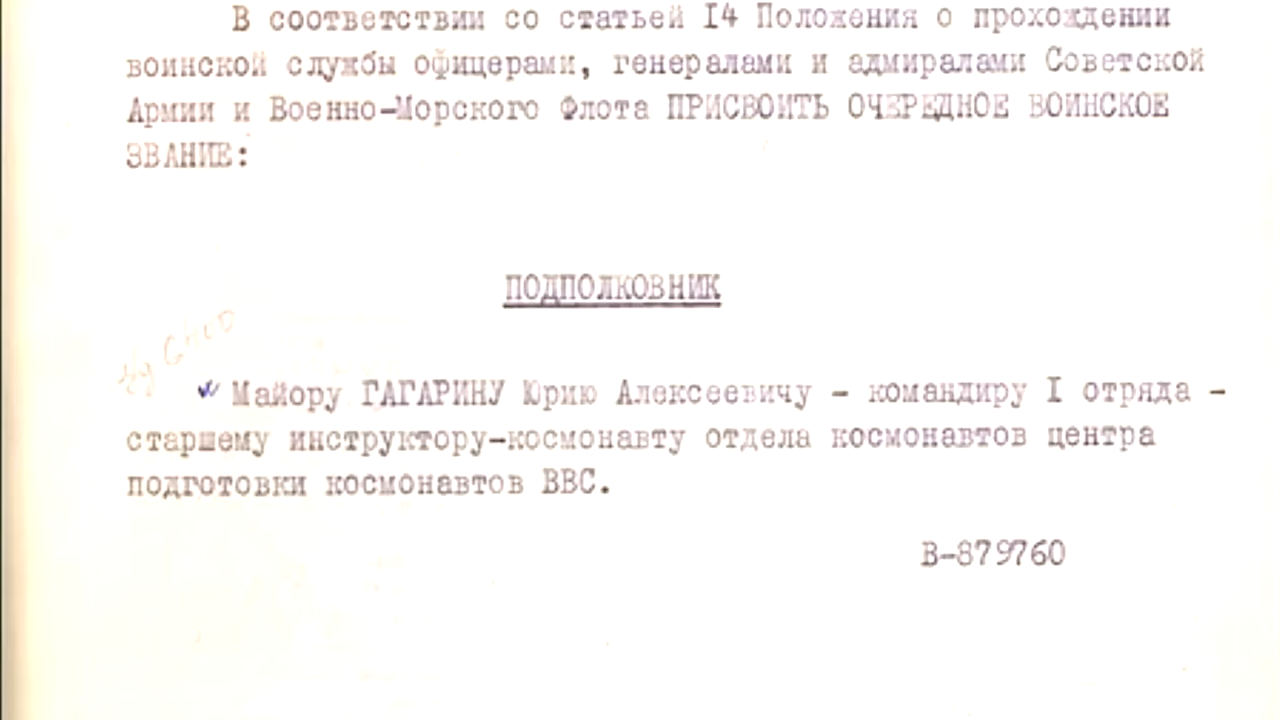 В соответствии со статьей I4 Положения о прохождении
воинской службы офицерами, генералами и адмиралами Советской
Армии и Военно-Морского Флота ПРИСВОИТЬ ОЧЕРЕДНОЕ ВОИНСКОЕ
ЗВАНИЕ:
ПОДПОЛКОВНИК
Майору ГАГАРИНУ Юрию Алексеевичу - командиру I отряда -
старшему инструктору-космонавту отдела космонавтов центра
подготовки космонавтов ВВС.
В-879760